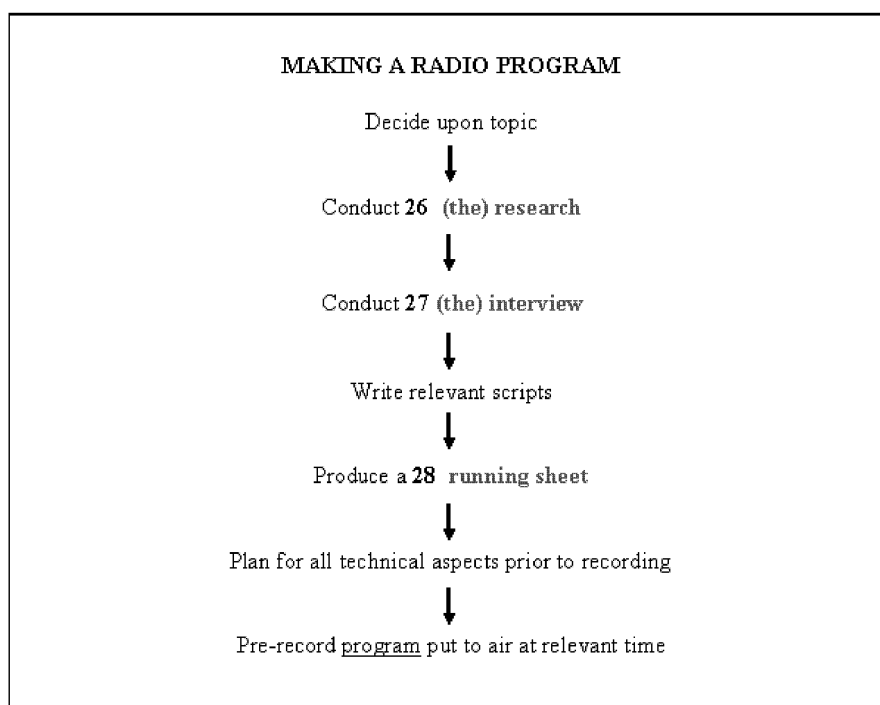 MAKING A RADIO PROGRAM
Decide upon topic
Conduct 26 (the) research
Conduct 27 (the) interview
Write relevant scripts
Produce a 28 running sheet
Plan for all technical aspects prior to recording
Pre-record program put to air at relevant time